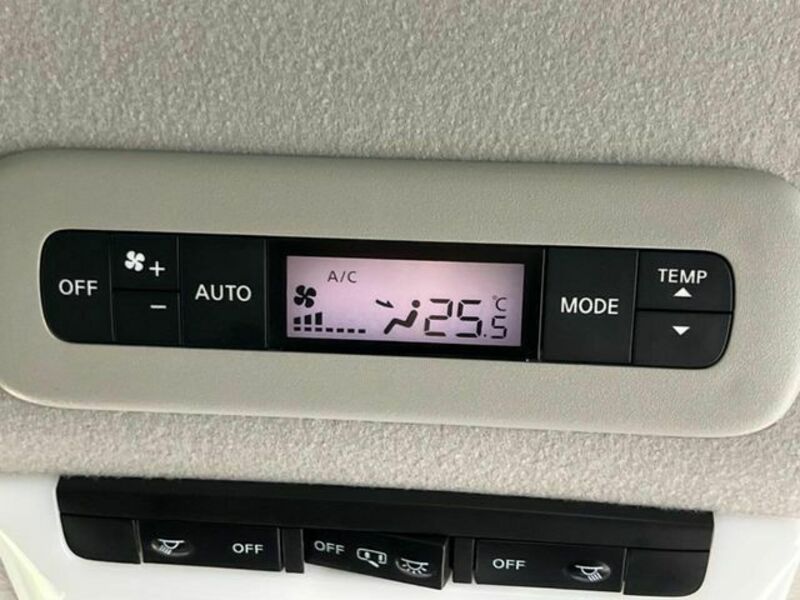 OFF + AUTO A/C MODE TEMP
−
25.5 °C
OFF OFF OFF